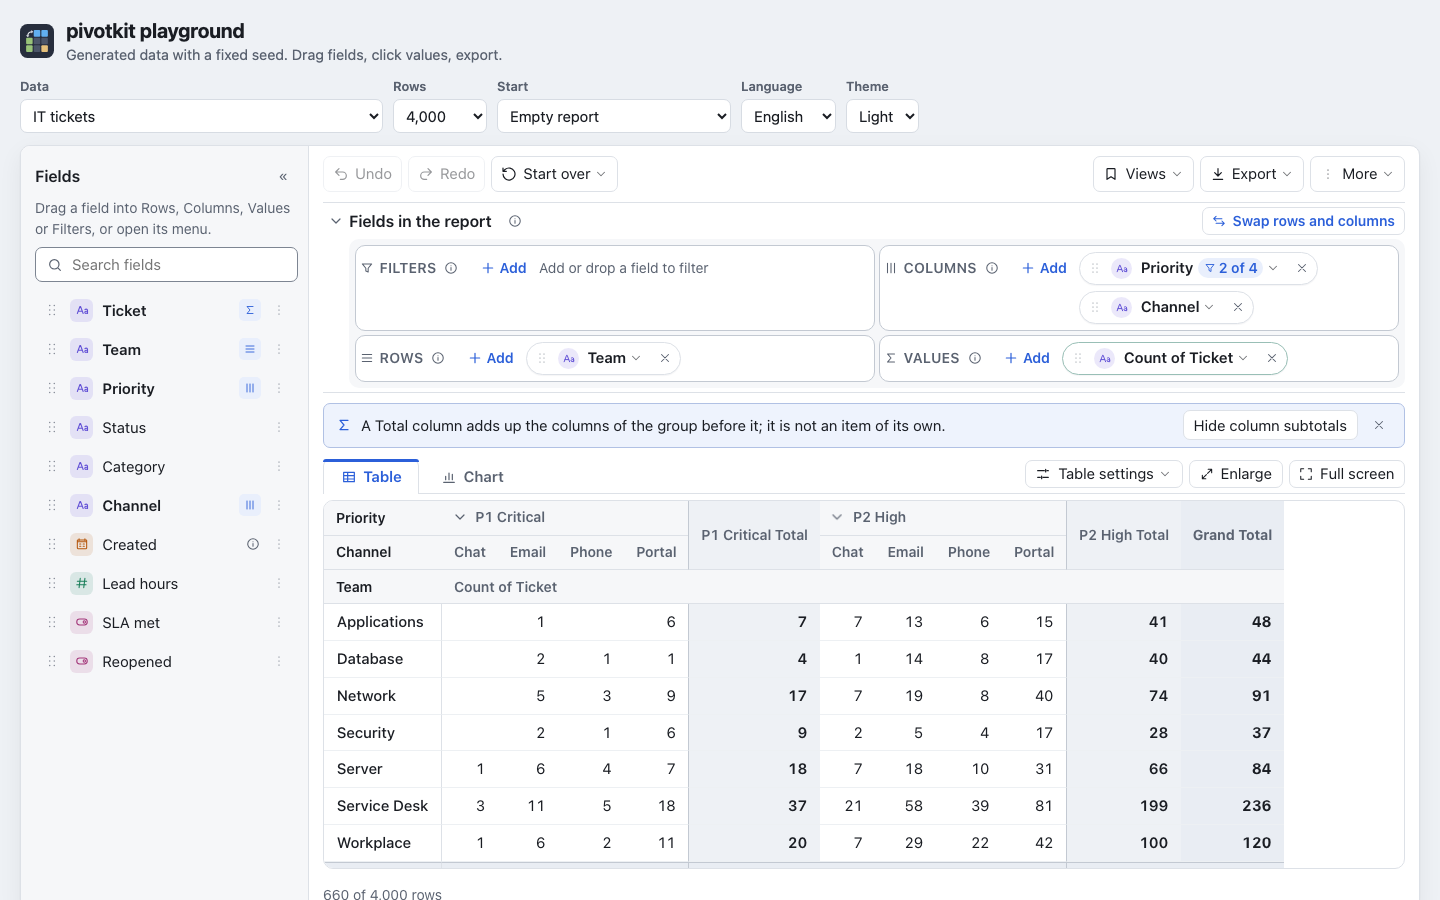 pivotkit playground
Generated data with a fixed seed. Drag fields, click values, export.
Data Rows Start Language Theme
IT tickets 4,000 Empty report English Light
Fields «
Drag a field into Rows, Columns, Values
or Filters, or open its menu.
Search fields
Aa Ticket Σ
Aa Team
Aa Priority
Aa Status
Aa Category
Aa Channel
Created
# Lead hours
SLA met
Reopened
Undo Redo Start over Views Export More
Fields in the report Swap rows and columns
FILTERS + Add Add or drop a field to filter
COLUMNS + Add Aa Priority 2 of 4
Aa Channel
ROWS + Add Aa Team
Σ VALUES + Add Aa Count of Ticket
Σ A Total column adds up the columns of the group before it; it is not an item of its own. Hide column subtotals
Table Chart Table settings Enlarge Full screen
Priority P1 Critical P1 Critical Total P2 High P2 High Total Grand Total
Channel Chat Email Phone Portal Chat Email Phone Portal
Team Count of Ticket
Applications 1 6 7 7 13 6 15 41 48
Database 2 1 1 4 1 14 8 17 40 44
Network 5 3 9 17 7 19 8 40 74 91
Security 2 1 6 9 2 5 4 17 28 37
Server 1 6 4 7 18 7 18 10 31 66 84
Service Desk 3 11 5 18 37 21 58 39 81 199 236
Workplace 1 6 2 11 20 7 29 22 42 100 120
660 of 4,000 rows